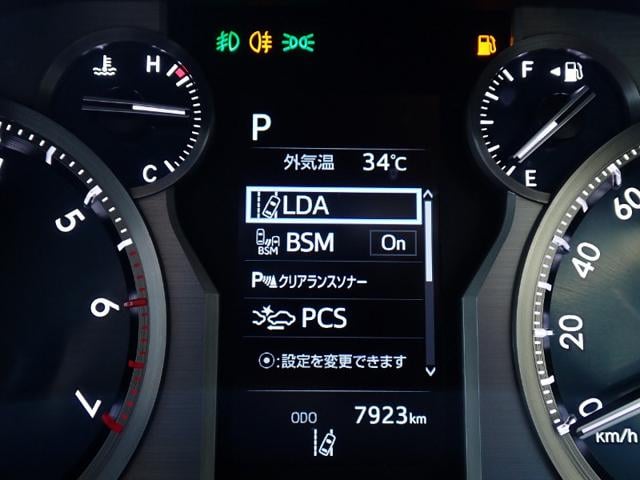 H
C
F
E
P
外気温 34℃
LDA
BSM
BSM On
P クリアランスソナー
PCS
:設定を変更できます
ODO 7923km
5
6
7
60
40
20
0
km/h